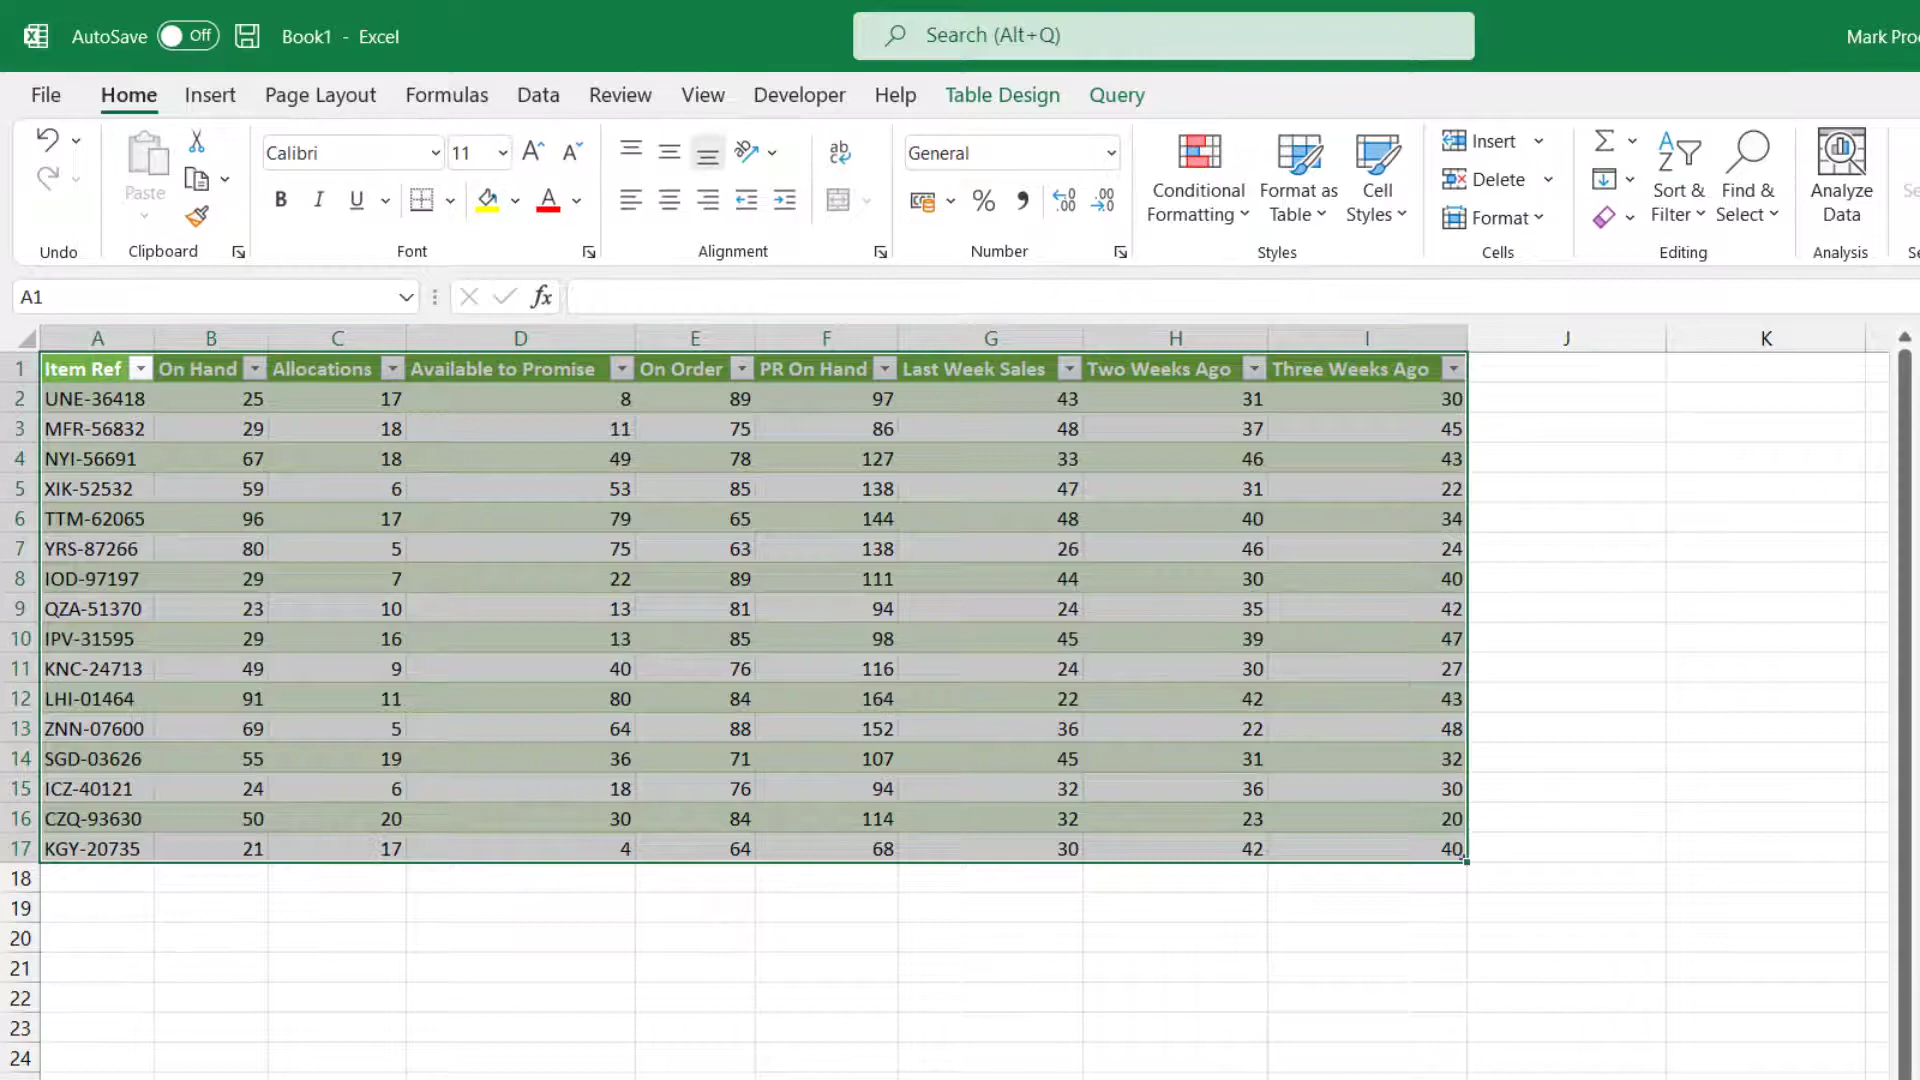 AutoSave Off Book1 - Excel Search (Alt+Q)
File Home Insert Page Layout Formulas Data Review View Developer Help Table Design Query
Calibri 11 General Insert
Paste Conditional Formatting Format as Table Cell Styles Delete Sort & Filter Find & Select Analyze Data
Format
Undo Clipboard Font Alignment Number Styles Cells Editing Analysis
A1 fx
A B C D E F G H I J K
1 Item Ref On Hand Allocations Available to Promise On Order PR On Hand Last Week Sales Two Weeks Ago Three Weeks Ago
2 UNE-36418 25 17 8 89 97 43 31 30
3 MFR-56832 29 18 11 75 86 48 37 45
4 NYI-56691 67 18 49 78 127 33 46 43
5 XIK-52532 59 6 53 85 138 47 31 22
6 TTM-62065 96 17 79 65 144 48 40 34
7 YRS-87266 80 5 75 63 138 26 46 24
8 IOD-97197 29 7 22 89 111 44 30 40
9 QZA-51370 23 10 13 81 94 24 35 42
10 IPV-31595 29 16 13 85 98 45 39 47
11 KNC-24713 49 9 40 76 116 24 30 27
12 LHI-01464 91 11 80 84 164 22 42 43
13 ZNN-07600 69 5 64 88 152 36 22 48
14 SGD-03626 55 19 36 71 107 45 31 32
15 ICZ-40121 24 6 18 76 94 32 36 30
16 CZQ-93630 50 20 30 84 114 32 23 20
17 KGY-20735 21 17 4 64 68 30 42 40
18
19
20
21
22
23
24